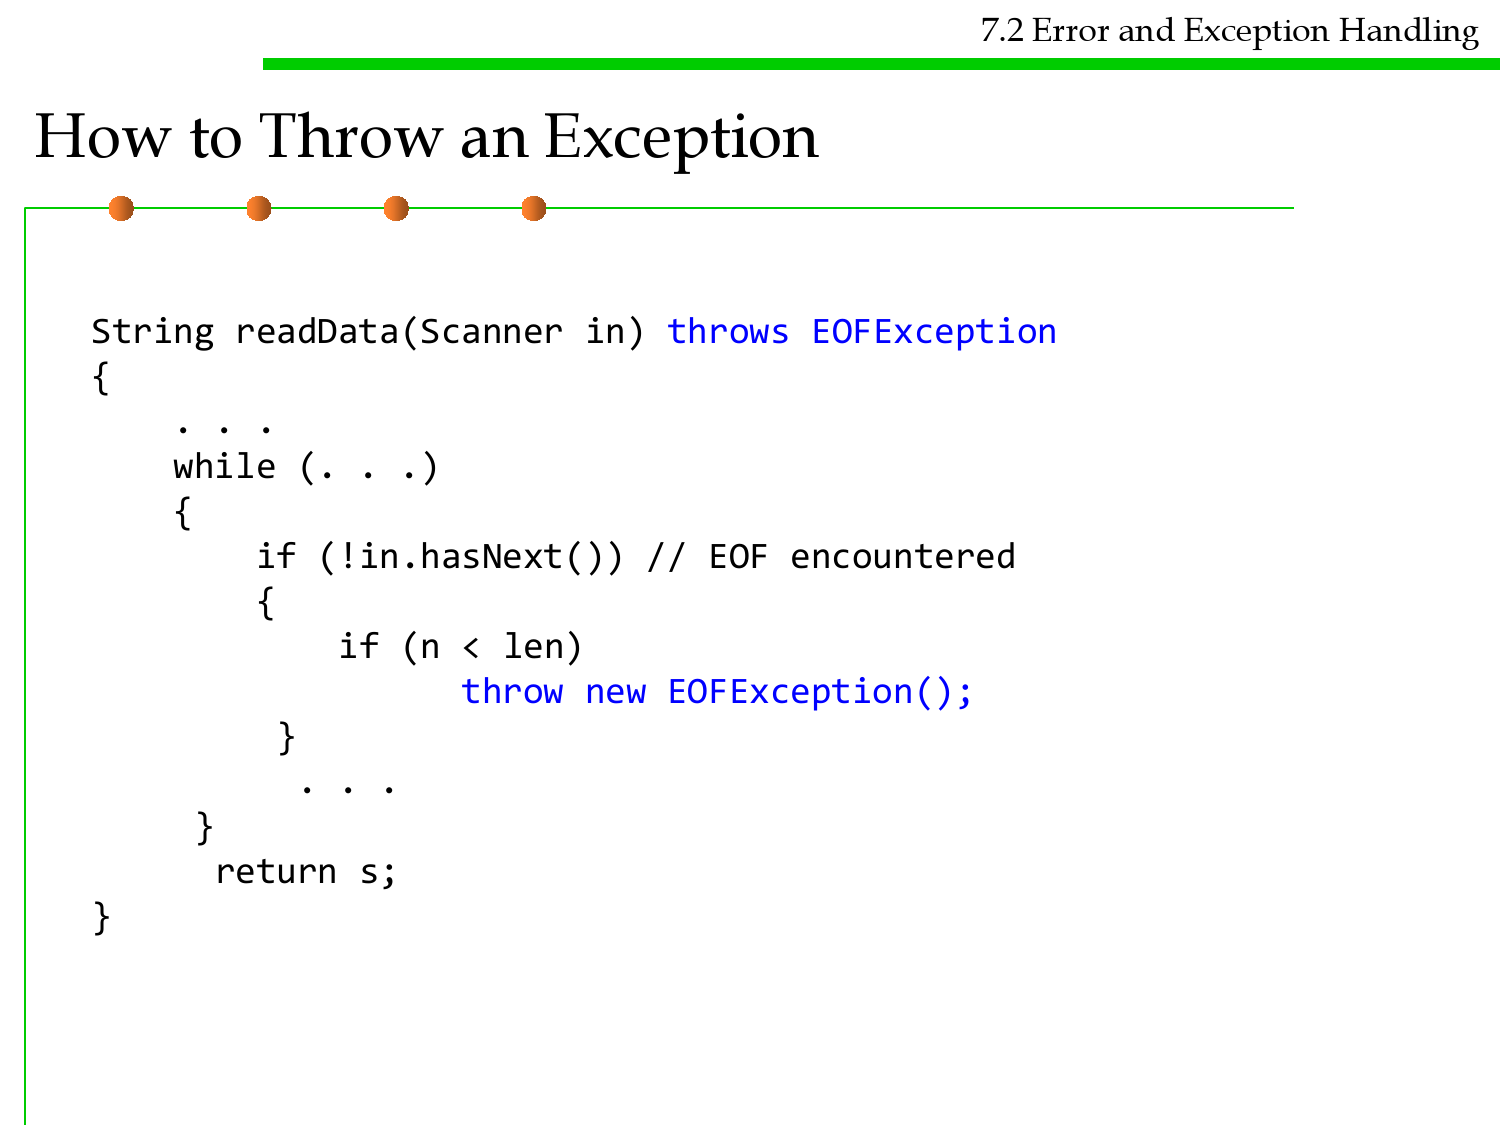 7.2 Error and Exception Handling
How to Throw an Exception
String readData(Scanner in) throws EOFException
{
    . . .
    while (. . .)
    {
        if (!in.hasNext()) // EOF encountered
        {
            if (n < len)
                  throw new EOFException();
         }
          . . .
     }
      return s;
}